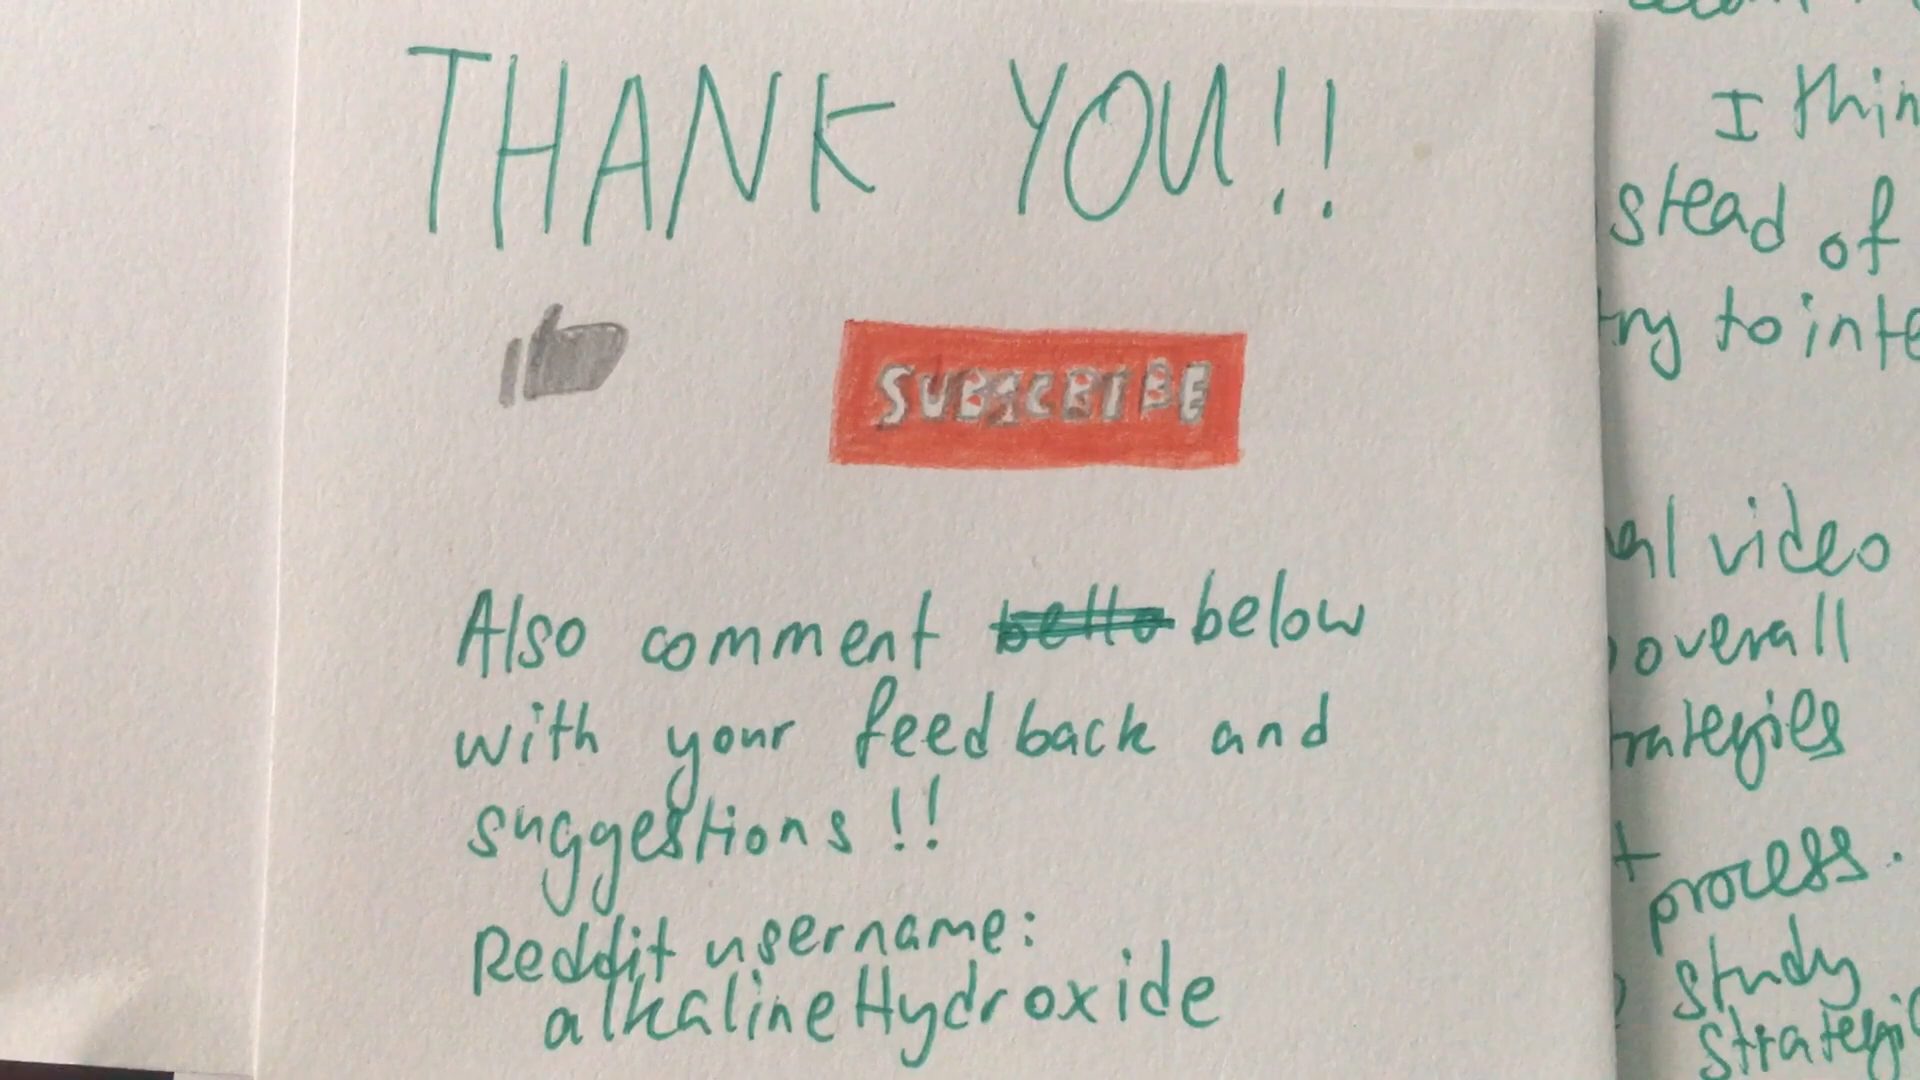 THANK YOU!!
SUBSCRIBE
Also comment below
with your feedback and
suggestions!!
Reddit username:
alkalineHydroxide
I thin
stead of
try to inte
al video
overall
rategies
t process.
study
strategi